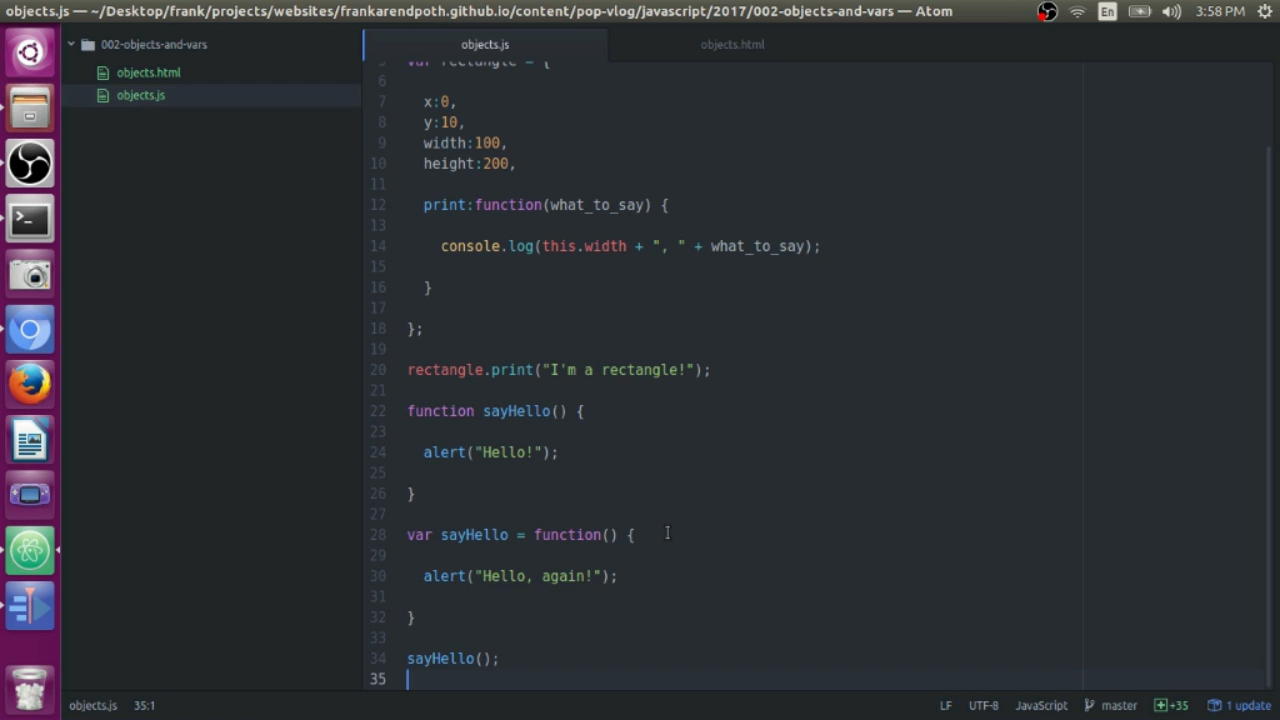 objects.js — ~/Desktop/frank/projects/websites/frankarendpoth.github.io/content/pop-vlog/javascript/2017/002-objects-and-vars — Atom
En
3:58 PM
002-objects-and-vars
objects.html
objects.js
objects.js
objects.html
5 var rectangle = {
6
7 x:0,
8 y:10,
9 width:100,
10 height:200,
11
12 print:function(what_to_say) {
13
14 console.log(this.width + ", " + what_to_say);
15
16 }
17
18 };
19
20 rectangle.print("I'm a rectangle!");
21
22 function sayHello() {
23
24 alert("Hello!");
25
26 }
27
28 var sayHello = function() {
29
30 alert("Hello, again!");
31
32 }
33
34 sayHello();
35
objects.js 35:1
LF UTF-8 JavaScript master +35 1 update